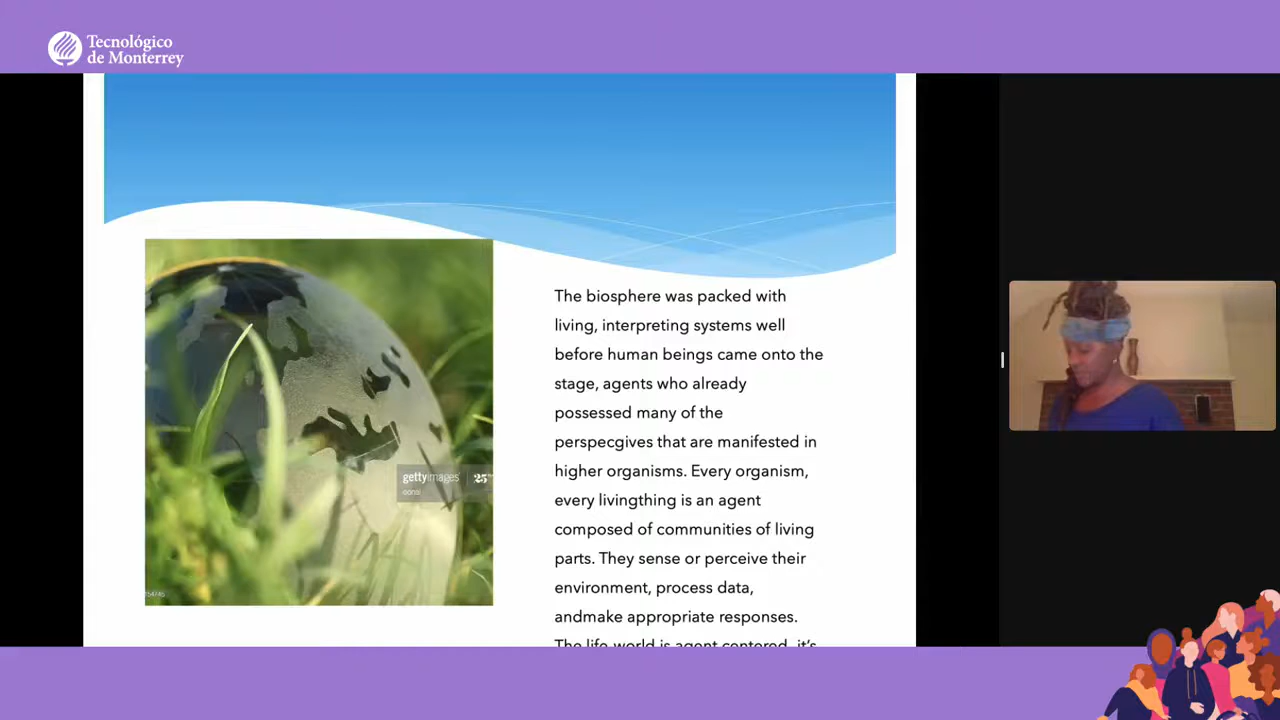 Tecnológico
de Monterrey
The biosphere was packed with
living, interpreting systems well
before human beings came onto the
stage, agents who already
possessed many of the
perspecgives that are manifested in
higher organisms. Every organism,
every livingthing is an agent
composed of communities of living
parts. They sense or perceive their
environment, process data,
andmake appropriate responses.
The life world is agent centered, it's
gettyimages